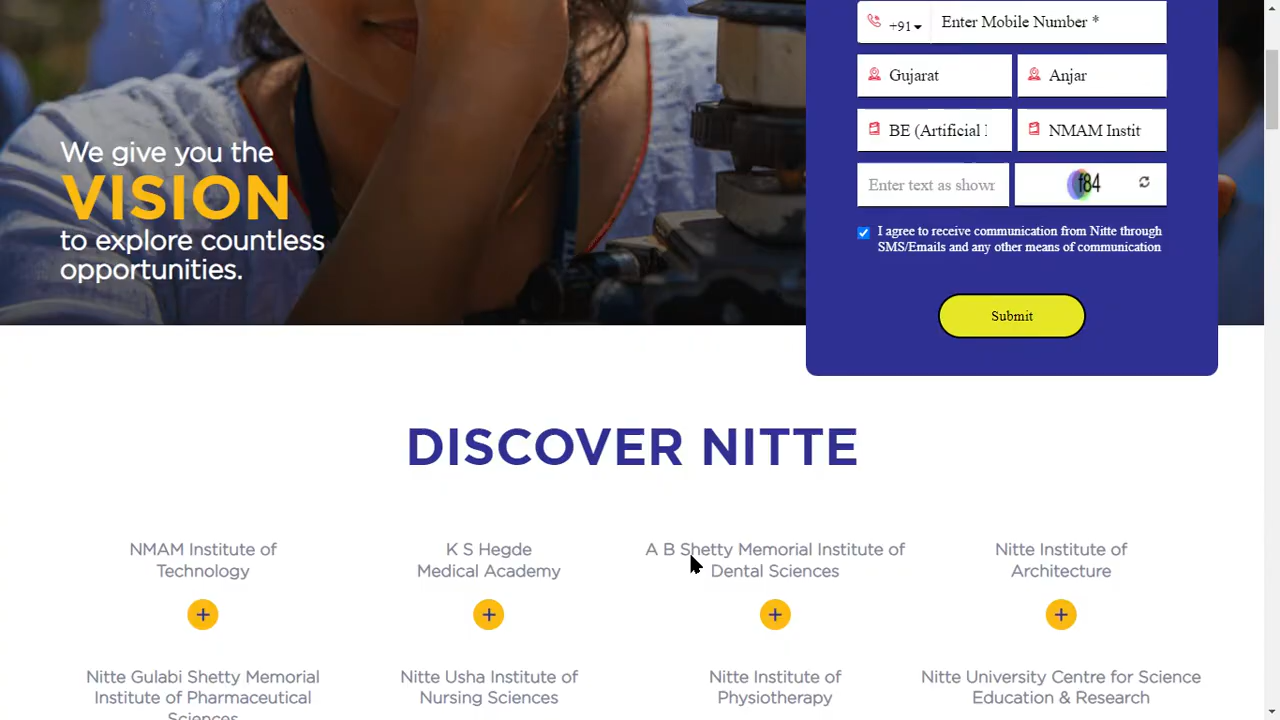 We give you the
VISION
to explore countless
opportunities.
+91 Enter Mobile Number *
Gujarat Anjar
BE (Artificial NMAM Instit
Enter text as shown f84
I agree to receive communication from Nitte through
SMS/Emails and any other means of communication
Submit
DISCOVER NITTE
NMAM Institute of
Technology
K S Hegde
Medical Academy
A B Shetty Memorial Institute of
Dental Sciences
Nitte Institute of
Architecture
Nitte Gulabi Shetty Memorial
Institute of Pharmaceutical
Sciences
Nitte Usha Institute of
Nursing Sciences
Nitte Institute of
Physiotherapy
Nitte University Centre for Science
Education & Research